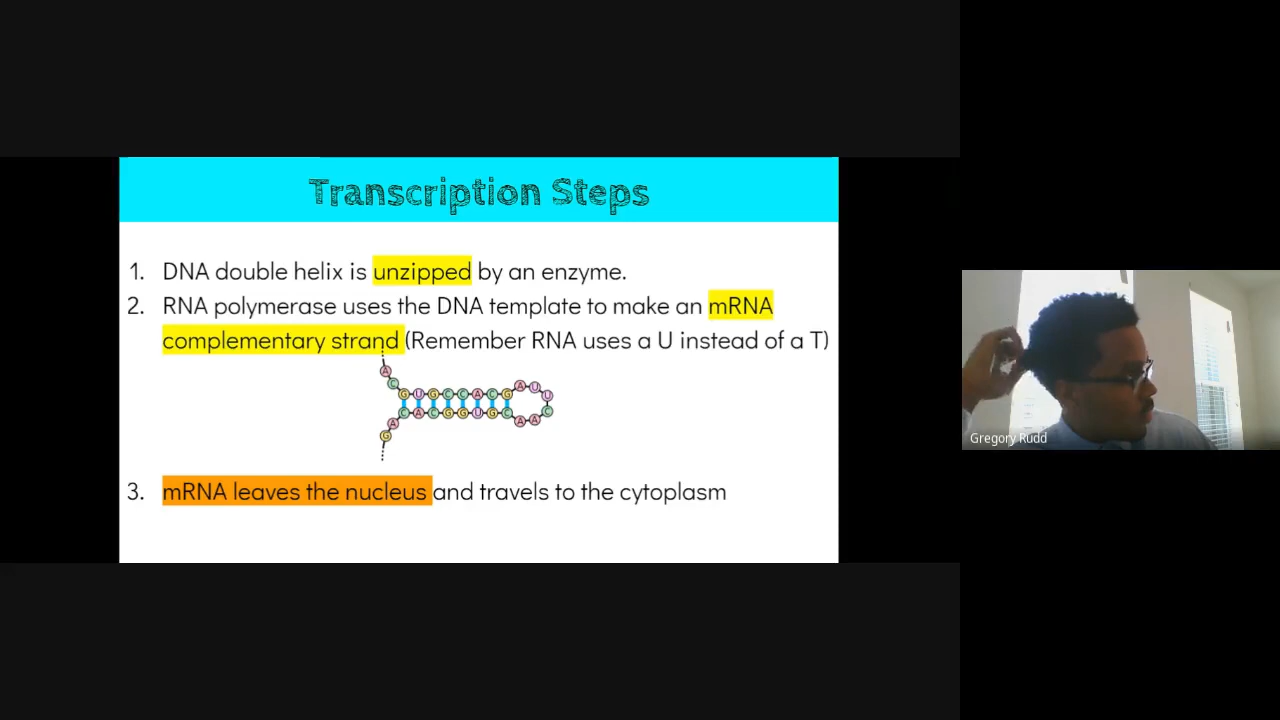 Transcription Steps
1. DNA double helix is unzipped by an enzyme.
2. RNA polymerase uses the DNA template to make an mRNA
complementary strand (Remember RNA uses a U instead of a T)
A
C
G U G C C A C G A U U
C
C A C G G U G C A A
A
G
3. mRNA leaves the nucleus and travels to the cytoplasm
Gregory Rudd